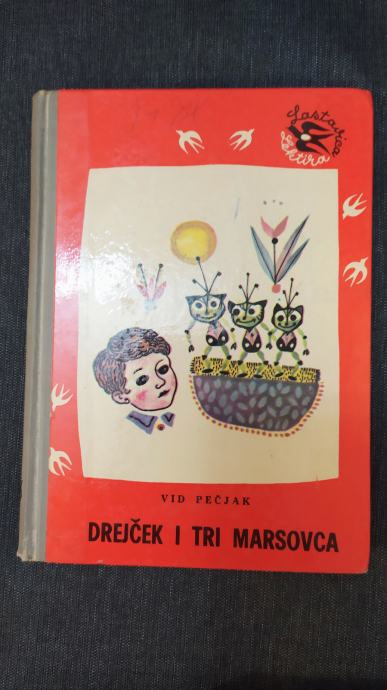 Lastavica
Lektira
VID PEČJAK
DREJČEK I TRI MARSOVCA